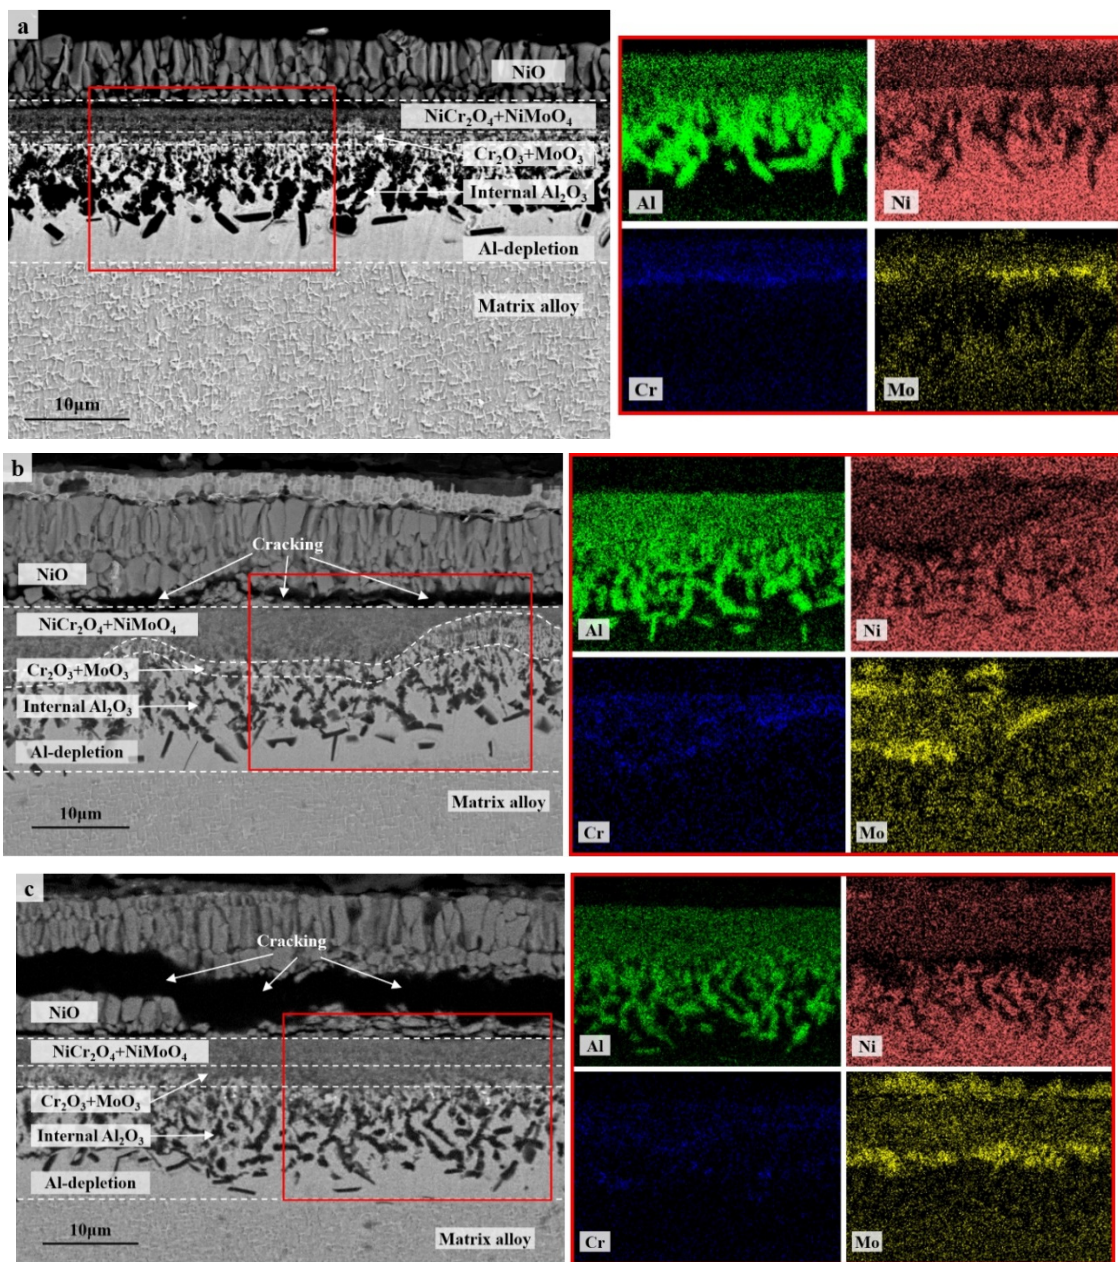 a
NiO
NiCr₂O₄+NiMoO₄
Cr₂O₃+MoO₃
Internal Al₂O₃
Al-depletion
Matrix alloy
10μm
Al
Ni
Cr
Mo
b
Cracking
NiO
NiCr₂O₄+NiMoO₄
Cr₂O₃+MoO₃
Internal Al₂O₃
Al-depletion
Matrix alloy
10μm
Al
Ni
Cr
Mo
c
Cracking
NiO
NiCr₂O₄+NiMoO₄
Cr₂O₃+MoO₃
Internal Al₂O₃
Al-depletion
Matrix alloy
10μm
Al
Ni
Cr
Mo